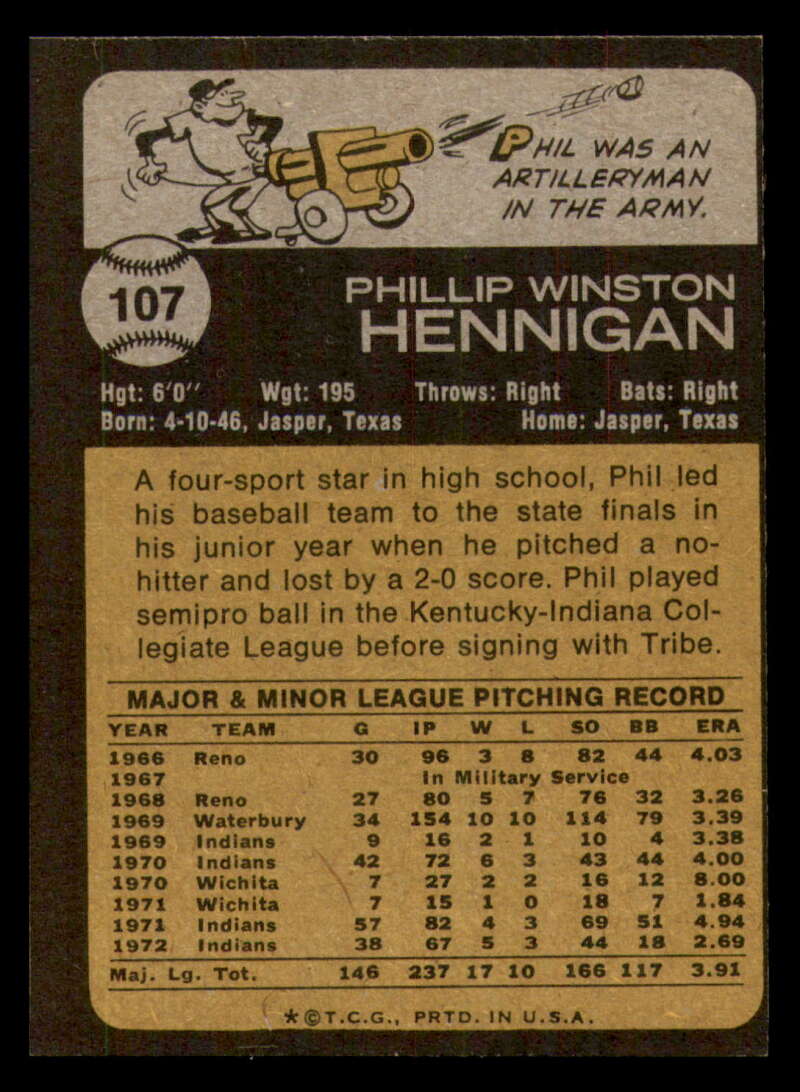 PHIL WAS AN
ARTILLERYMAN
IN THE ARMY.
107
PHILLIP WINSTON
HENNIGAN
Hgt: 6'0" Wgt: 195 Throws: Right Bats: Right
Born: 4-10-46, Jasper, Texas Home: Jasper, Texas
A four-sport star in high school, Phil led
his baseball team to the state finals in
his junior year when he pitched a no-
hitter and lost by a 2-0 score. Phil played
semipro ball in the Kentucky-Indiana Col-
legiate League before signing with Tribe.
MAJOR & MINOR LEAGUE PITCHING RECORD
YEAR TEAM G IP W L SO BB ERA
1966 Reno 30 96 3 8 82 44 4.03
1967 In Military Service
1968 Reno 27 80 5 7 76 32 3.26
1969 Waterbury 34 154 10 10 114 79 3.39
1969 Indians 9 16 2 1 10 4 3.38
1970 Indians 42 72 6 3 43 44 4.00
1970 Wichita 7 27 2 2 16 12 8.00
1971 Wichita 7 15 1 0 18 7 1.84
1971 Indians 57 82 4 3 69 51 4.94
1972 Indians 38 67 5 3 44 18 2.69
Maj. Lg. Tot. 146 237 17 10 166 117 3.91
*©T.C.G., PRTD. IN U.S.A.